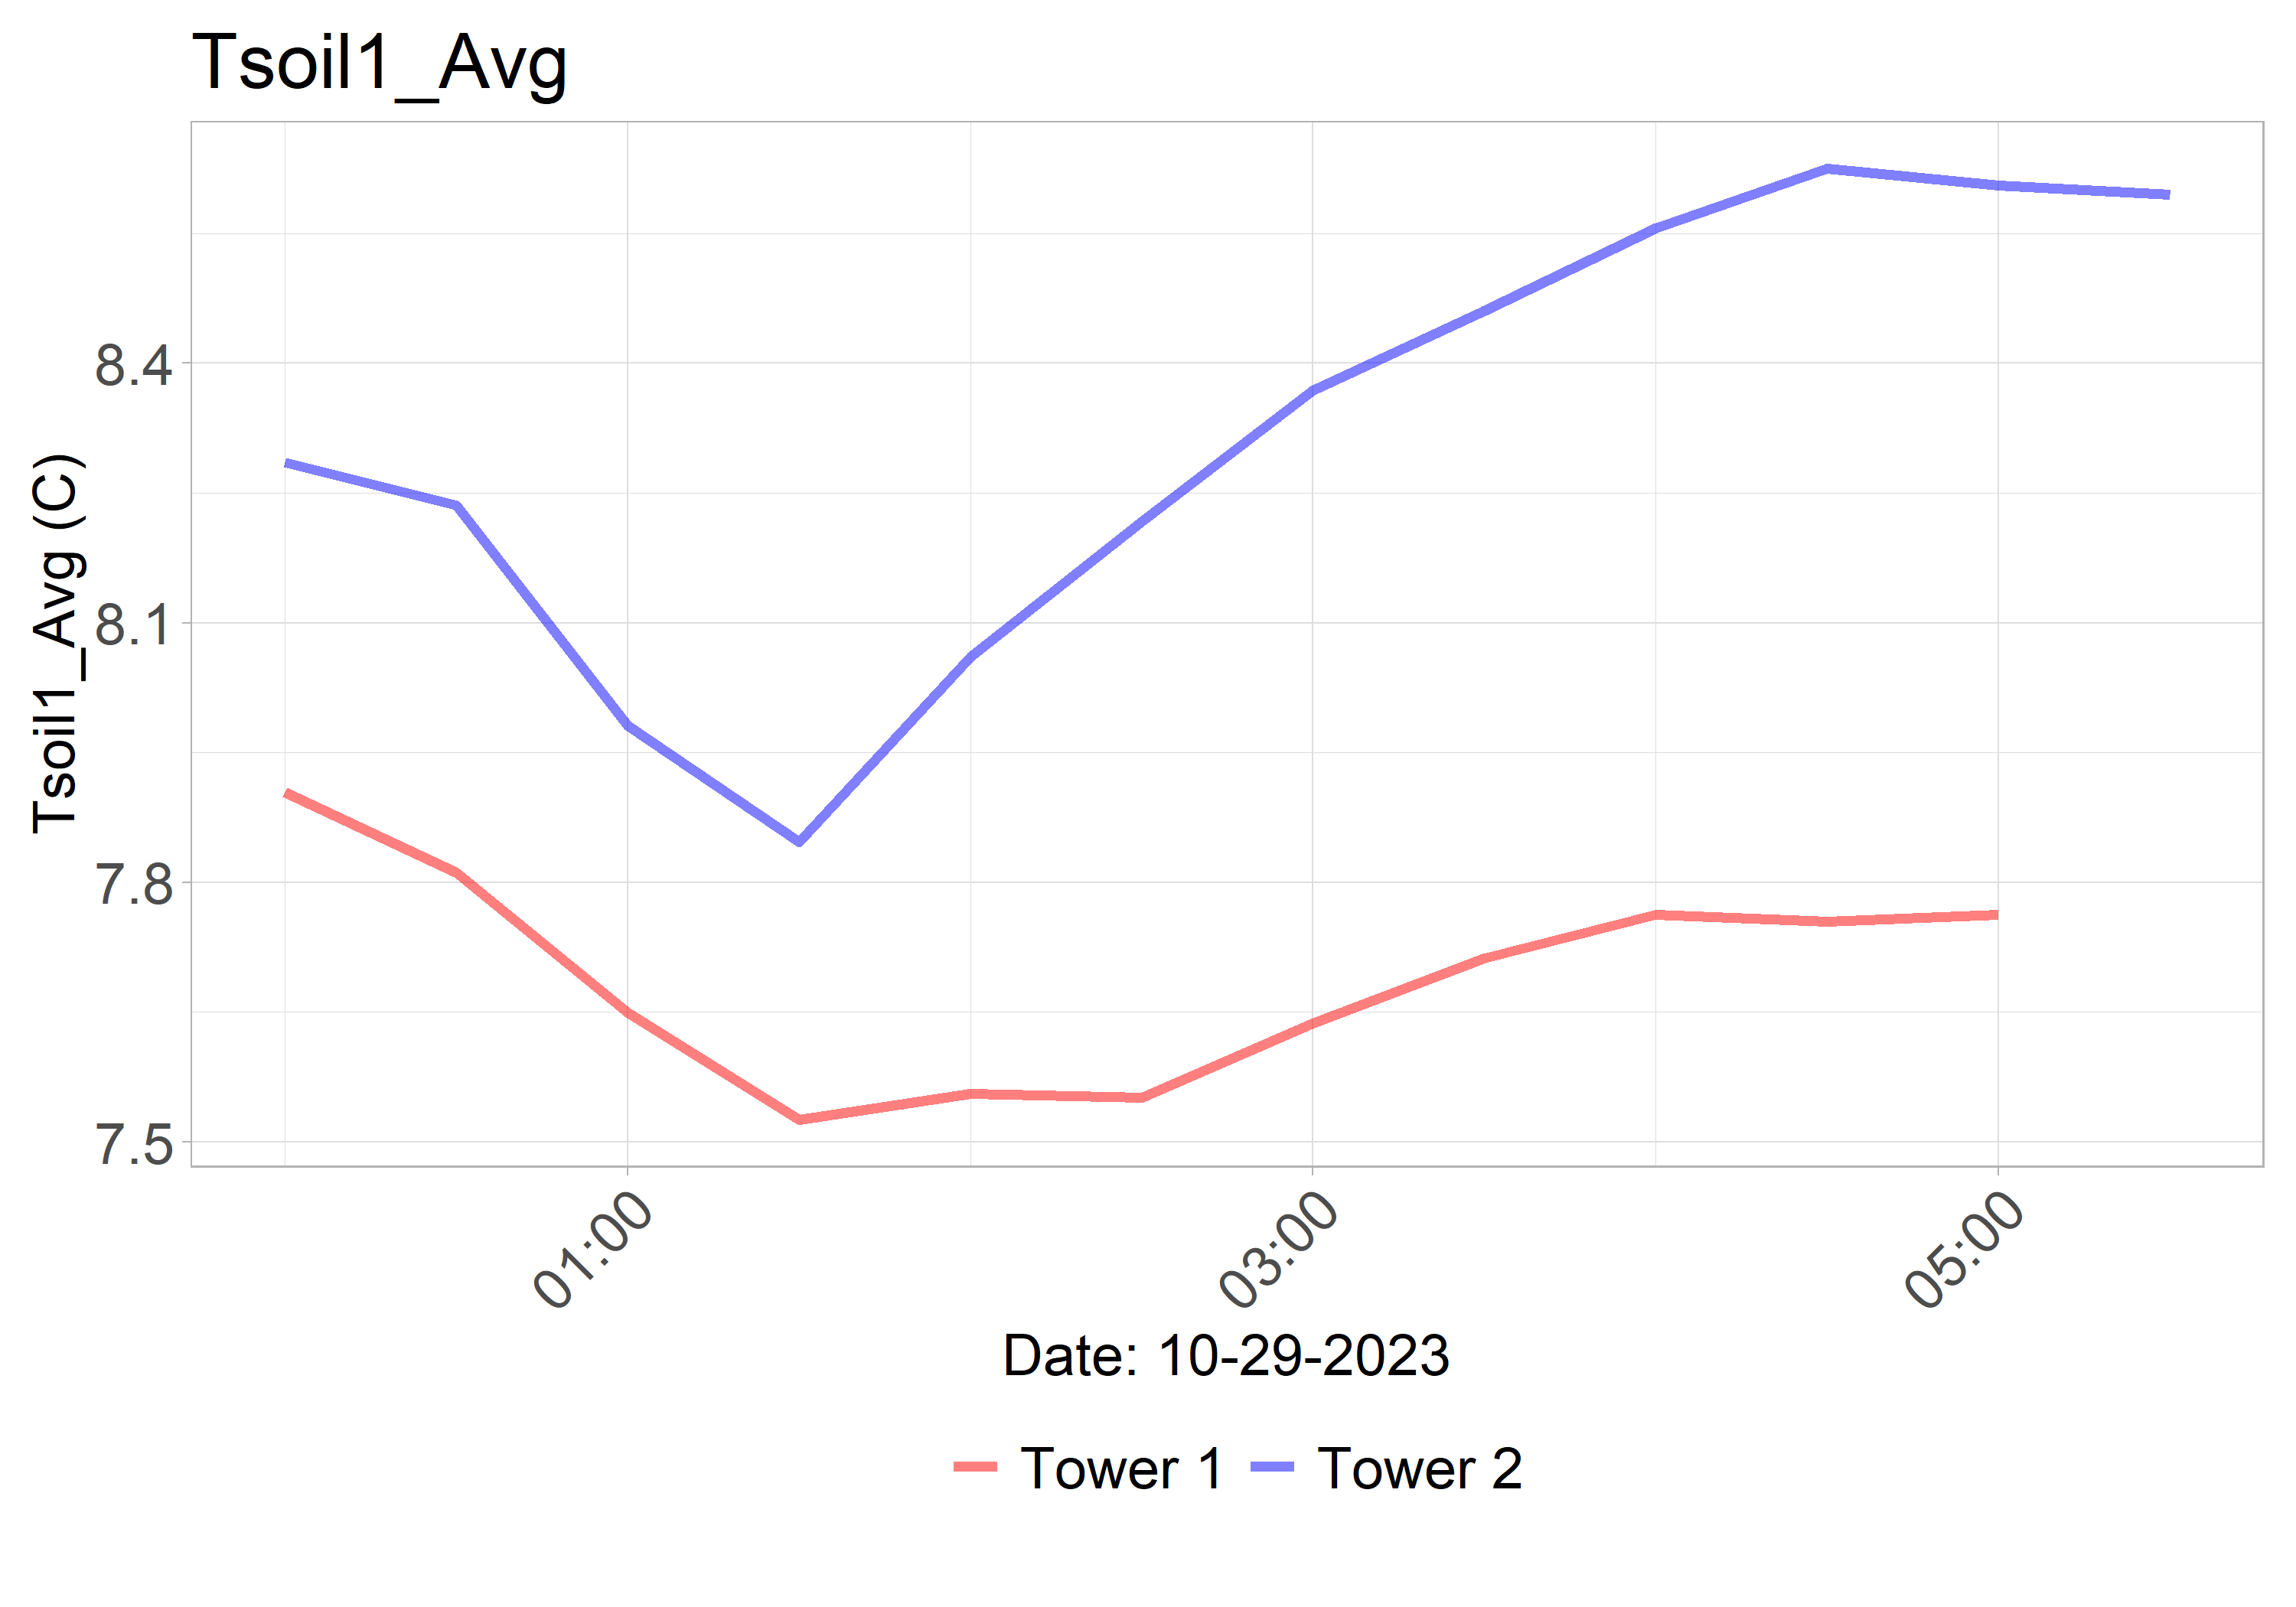 Tsoil1_Avg
Tsoil1_Avg (C)
8.4
8.1
7.8
7.5
01:00
03:00
05:00
Date: 10-29-2023
Tower 1
Tower 2